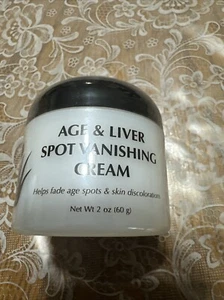 AGE & LIVER
SPOT VANISHING
CREAM
Helps fade age spots & skin discolorations
Net Wt 2 oz (60 g)